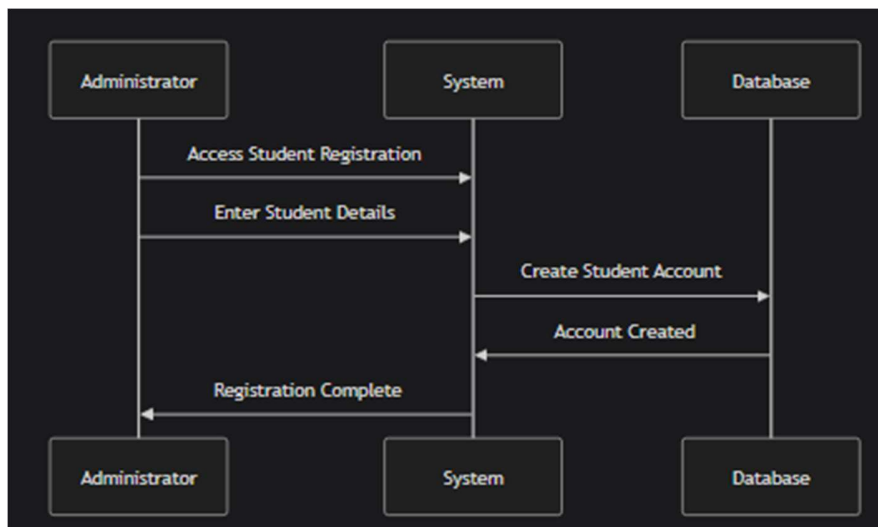 Administrator
System
Database
Access Student Registration
Enter Student Details
Create Student Account
Account Created
Registration Complete
Administrator
System
Database